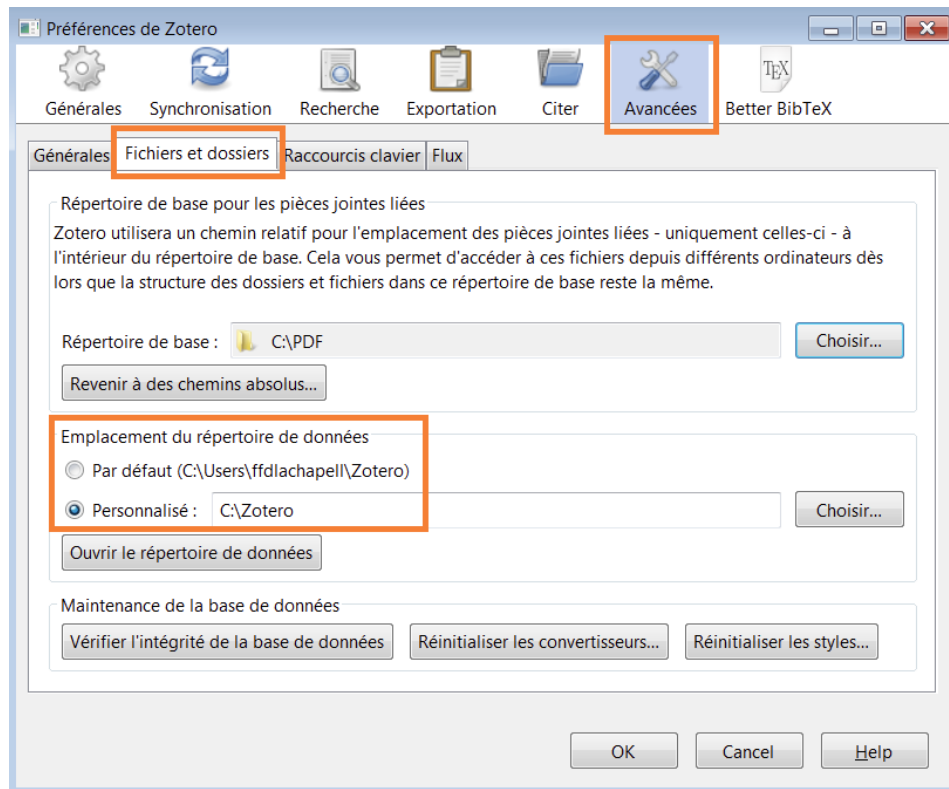 Préférences de Zotero
Générales Synchronisation Recherche Exportation Citer Avancées TEX Better BibTeX
Générales Fichiers et dossiers Raccourcis clavier Flux
Répertoire de base pour les pièces jointes liées
Zotero utilisera un chemin relatif pour l'emplacement des pièces jointes liées - uniquement celles-ci - à
l'intérieur du répertoire de base. Cela vous permet d'accéder à ces fichiers depuis différents ordinateurs dès
lors que la structure des dossiers et fichiers dans ce répertoire de base reste la même.
Répertoire de base : C:\PDF Choisir...
Revenir à des chemins absolus...
Emplacement du répertoire de données
Par défaut (C:\Users\ffdlachapell\Zotero)
Personnalisé : C:\Zotero Choisir...
Ouvrir le répertoire de données
Maintenance de la base de données
Vérifier l'intégrité de la base de données Réinitialiser les convertisseurs... Réinitialiser les styles...
OK Cancel Help